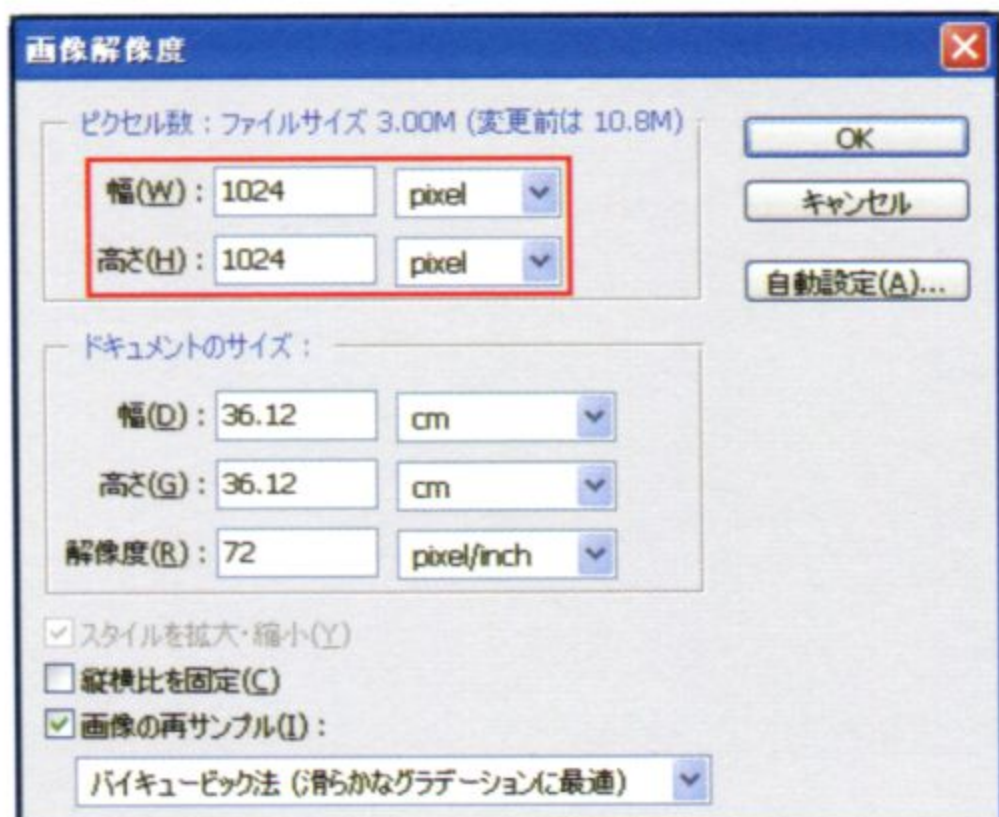 画像解像度
ピクセル数：ファイルサイズ 3.00M (変更前は 10.8M)
幅(W)：1024 pixel
高さ(H)：1024 pixel
OK
キャンセル
自動設定(A)...
ドキュメントのサイズ：
幅(D)：36.12 cm
高さ(G)：36.12 cm
解像度(R)：72 pixel/inch
スタイルを拡大・縮小(Y)
縦横比を固定(C)
画像の再サンプル(I)：
バイキュービック法 (滑らかなグラデーションに最適)